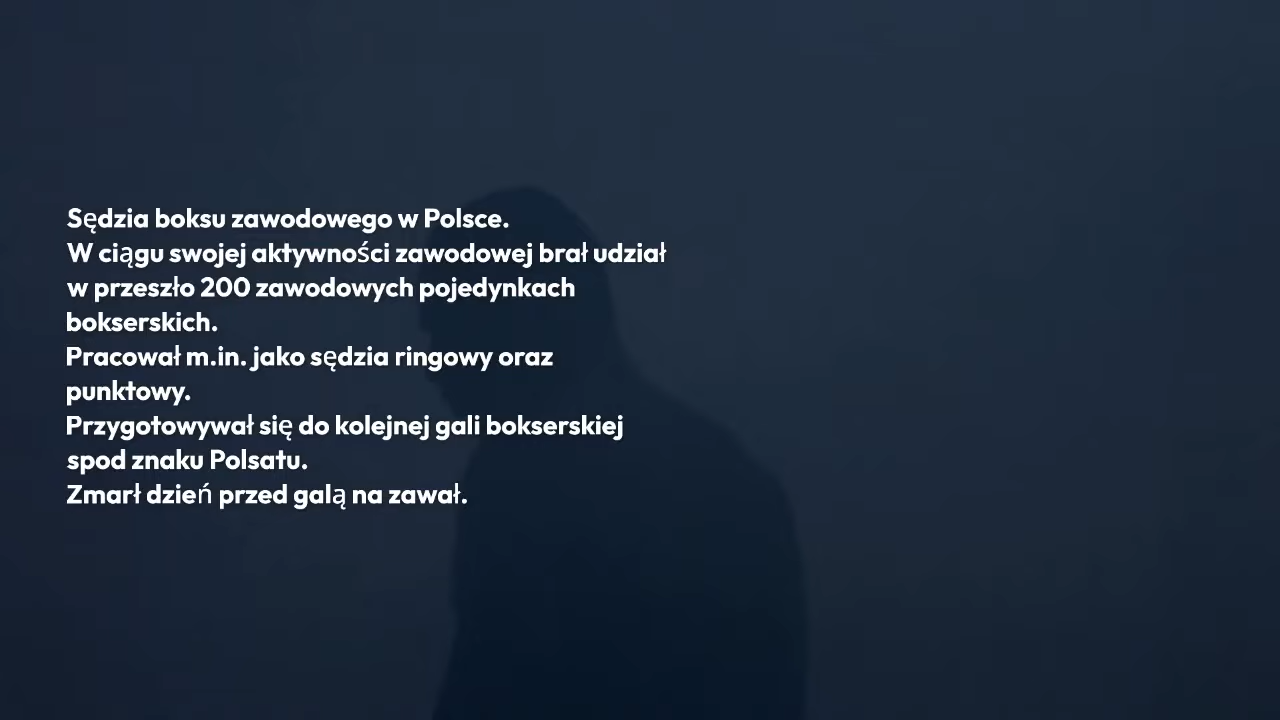 Sędzia boksu zawodowego w Polsce.
W ciągu swojej aktywności zawodowej brał udział
w przeszło 200 zawodowych pojedynkach
bokserskich.
Pracował m.in. jako sędzia ringowy oraz
punktowy.
Przygotowywał się do kolejnej gali bokserskiej
spod znaku Polsatu.
Zmarł dzień przed galą na zawał.